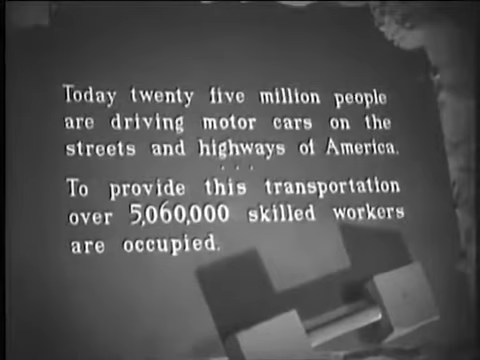 Today twenty five million people
are driving motor cars on the
streets and highways of America.
. . .
To provide this transportation
over 5,060,000 skilled workers
are occupied.